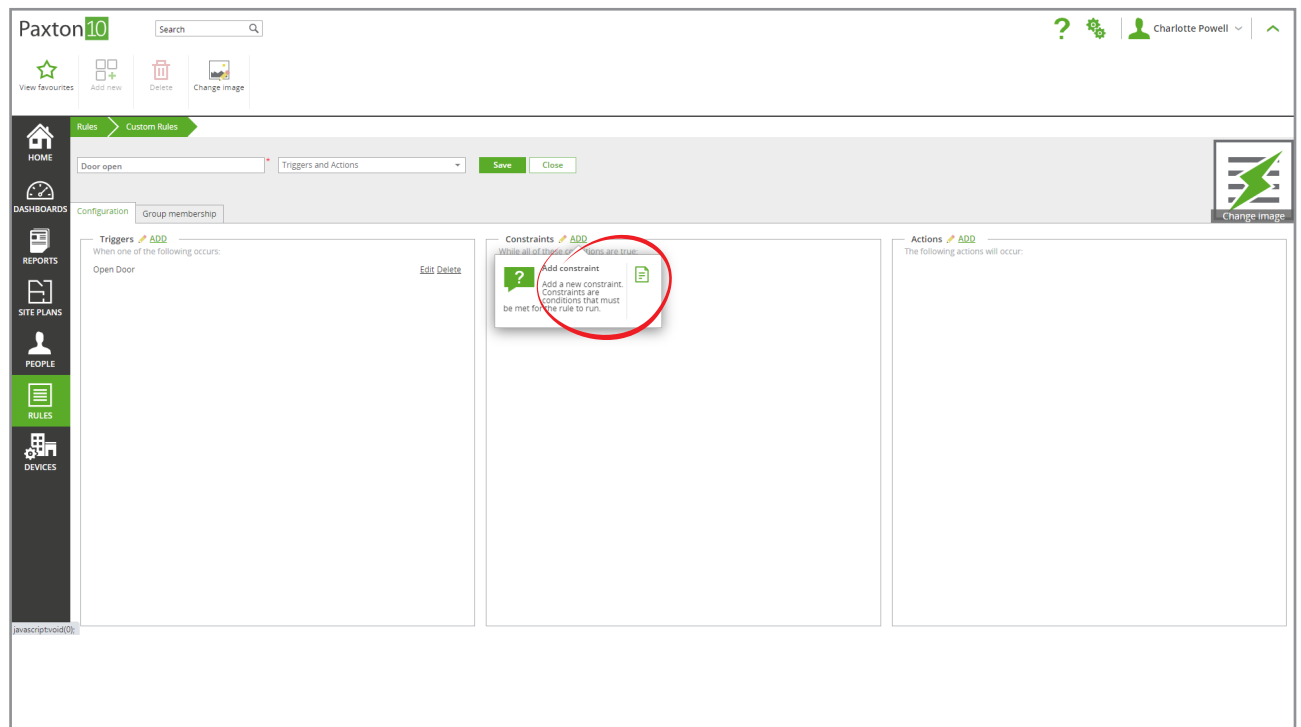 Paxton 10
Search
Charlotte Powell
View favourites
Add new
Delete
Change image
Rules
Custom Rules
HOME
Door open
*
Triggers and Actions
Save
Close
DASHBOARDS
Configuration
Group membership
Change image
REPORTS
Triggers ADD
When one of the following occurs:
Open Door
Edit Delete
Constraints ADD
While all of these conditions are true:
Add constraint
Add a new constraint.
Constraints are
conditions that must
be met for the rule to run.
Actions ADD
The following actions will occur:
SITE PLANS
PEOPLE
RULES
DEVICES
javascript:void(0);